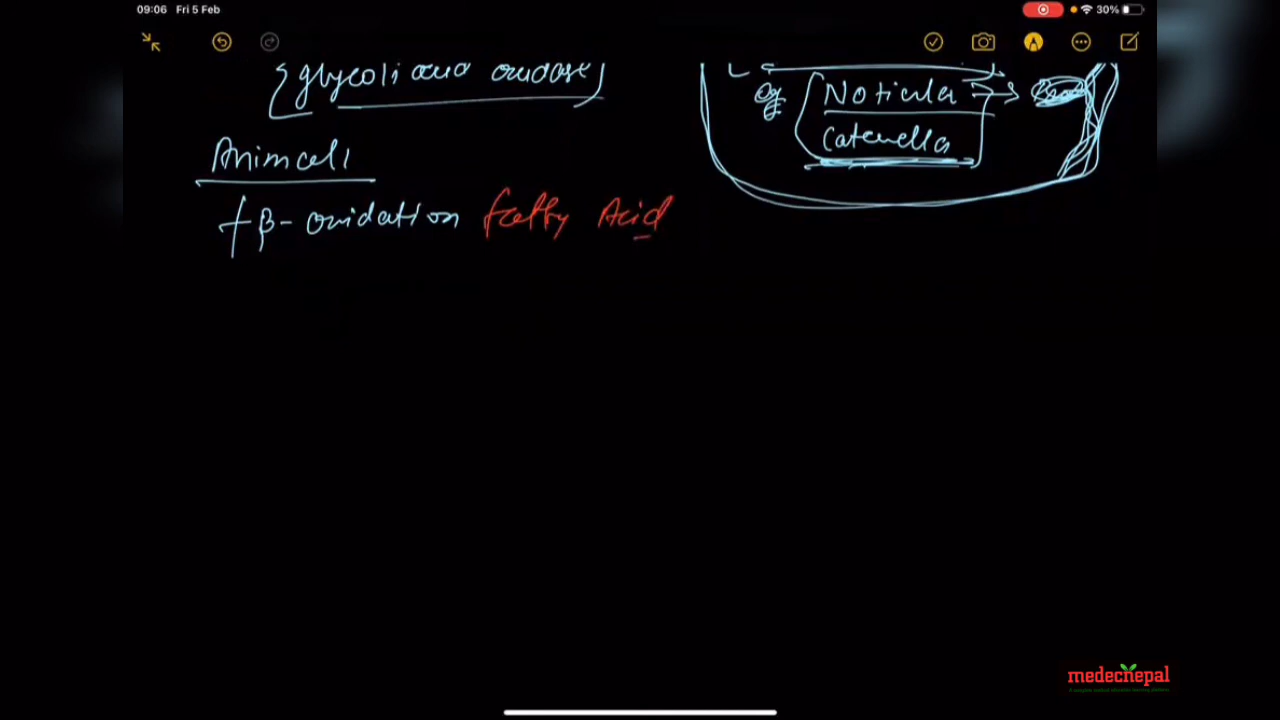 09:06 Fri 5 Feb
30%
{glycolic acid oxidase}
Animcell
+ β- oxidation fatty Acid
eg [Noticula →
Catenella]
medecnepal